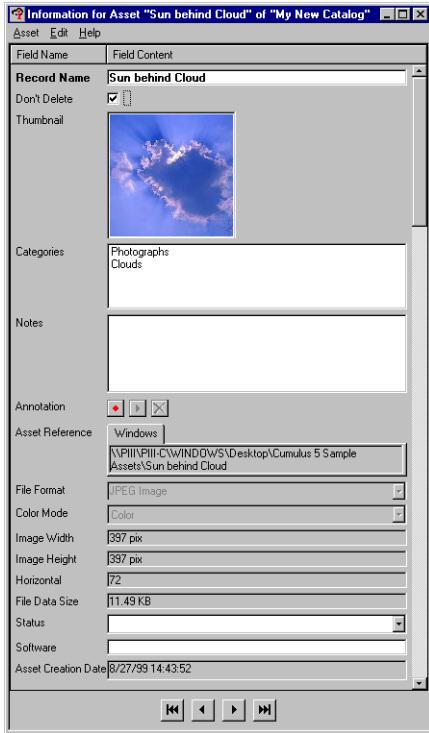 Information for Asset "Sun behind Cloud" of "My New Catalog"
Asset Edit Help
Field Name Field Content
Record Name Sun behind Cloud
Don't Delete
Thumbnail
Categories Photographs
Clouds
Notes
Annotation
Asset Reference Windows
\\PIII\PIII-C\WINDOWS\Desktop\Cumulus 5 Sample
Assets\Sun behind Cloud
File Format JPEG Image
Color Mode Color
Image Width 397 pix
Image Height 397 pix
Horizontal 72
File Data Size 11.49 KB
Status
Software
Asset Creation Date 8/27/99 14:43:52